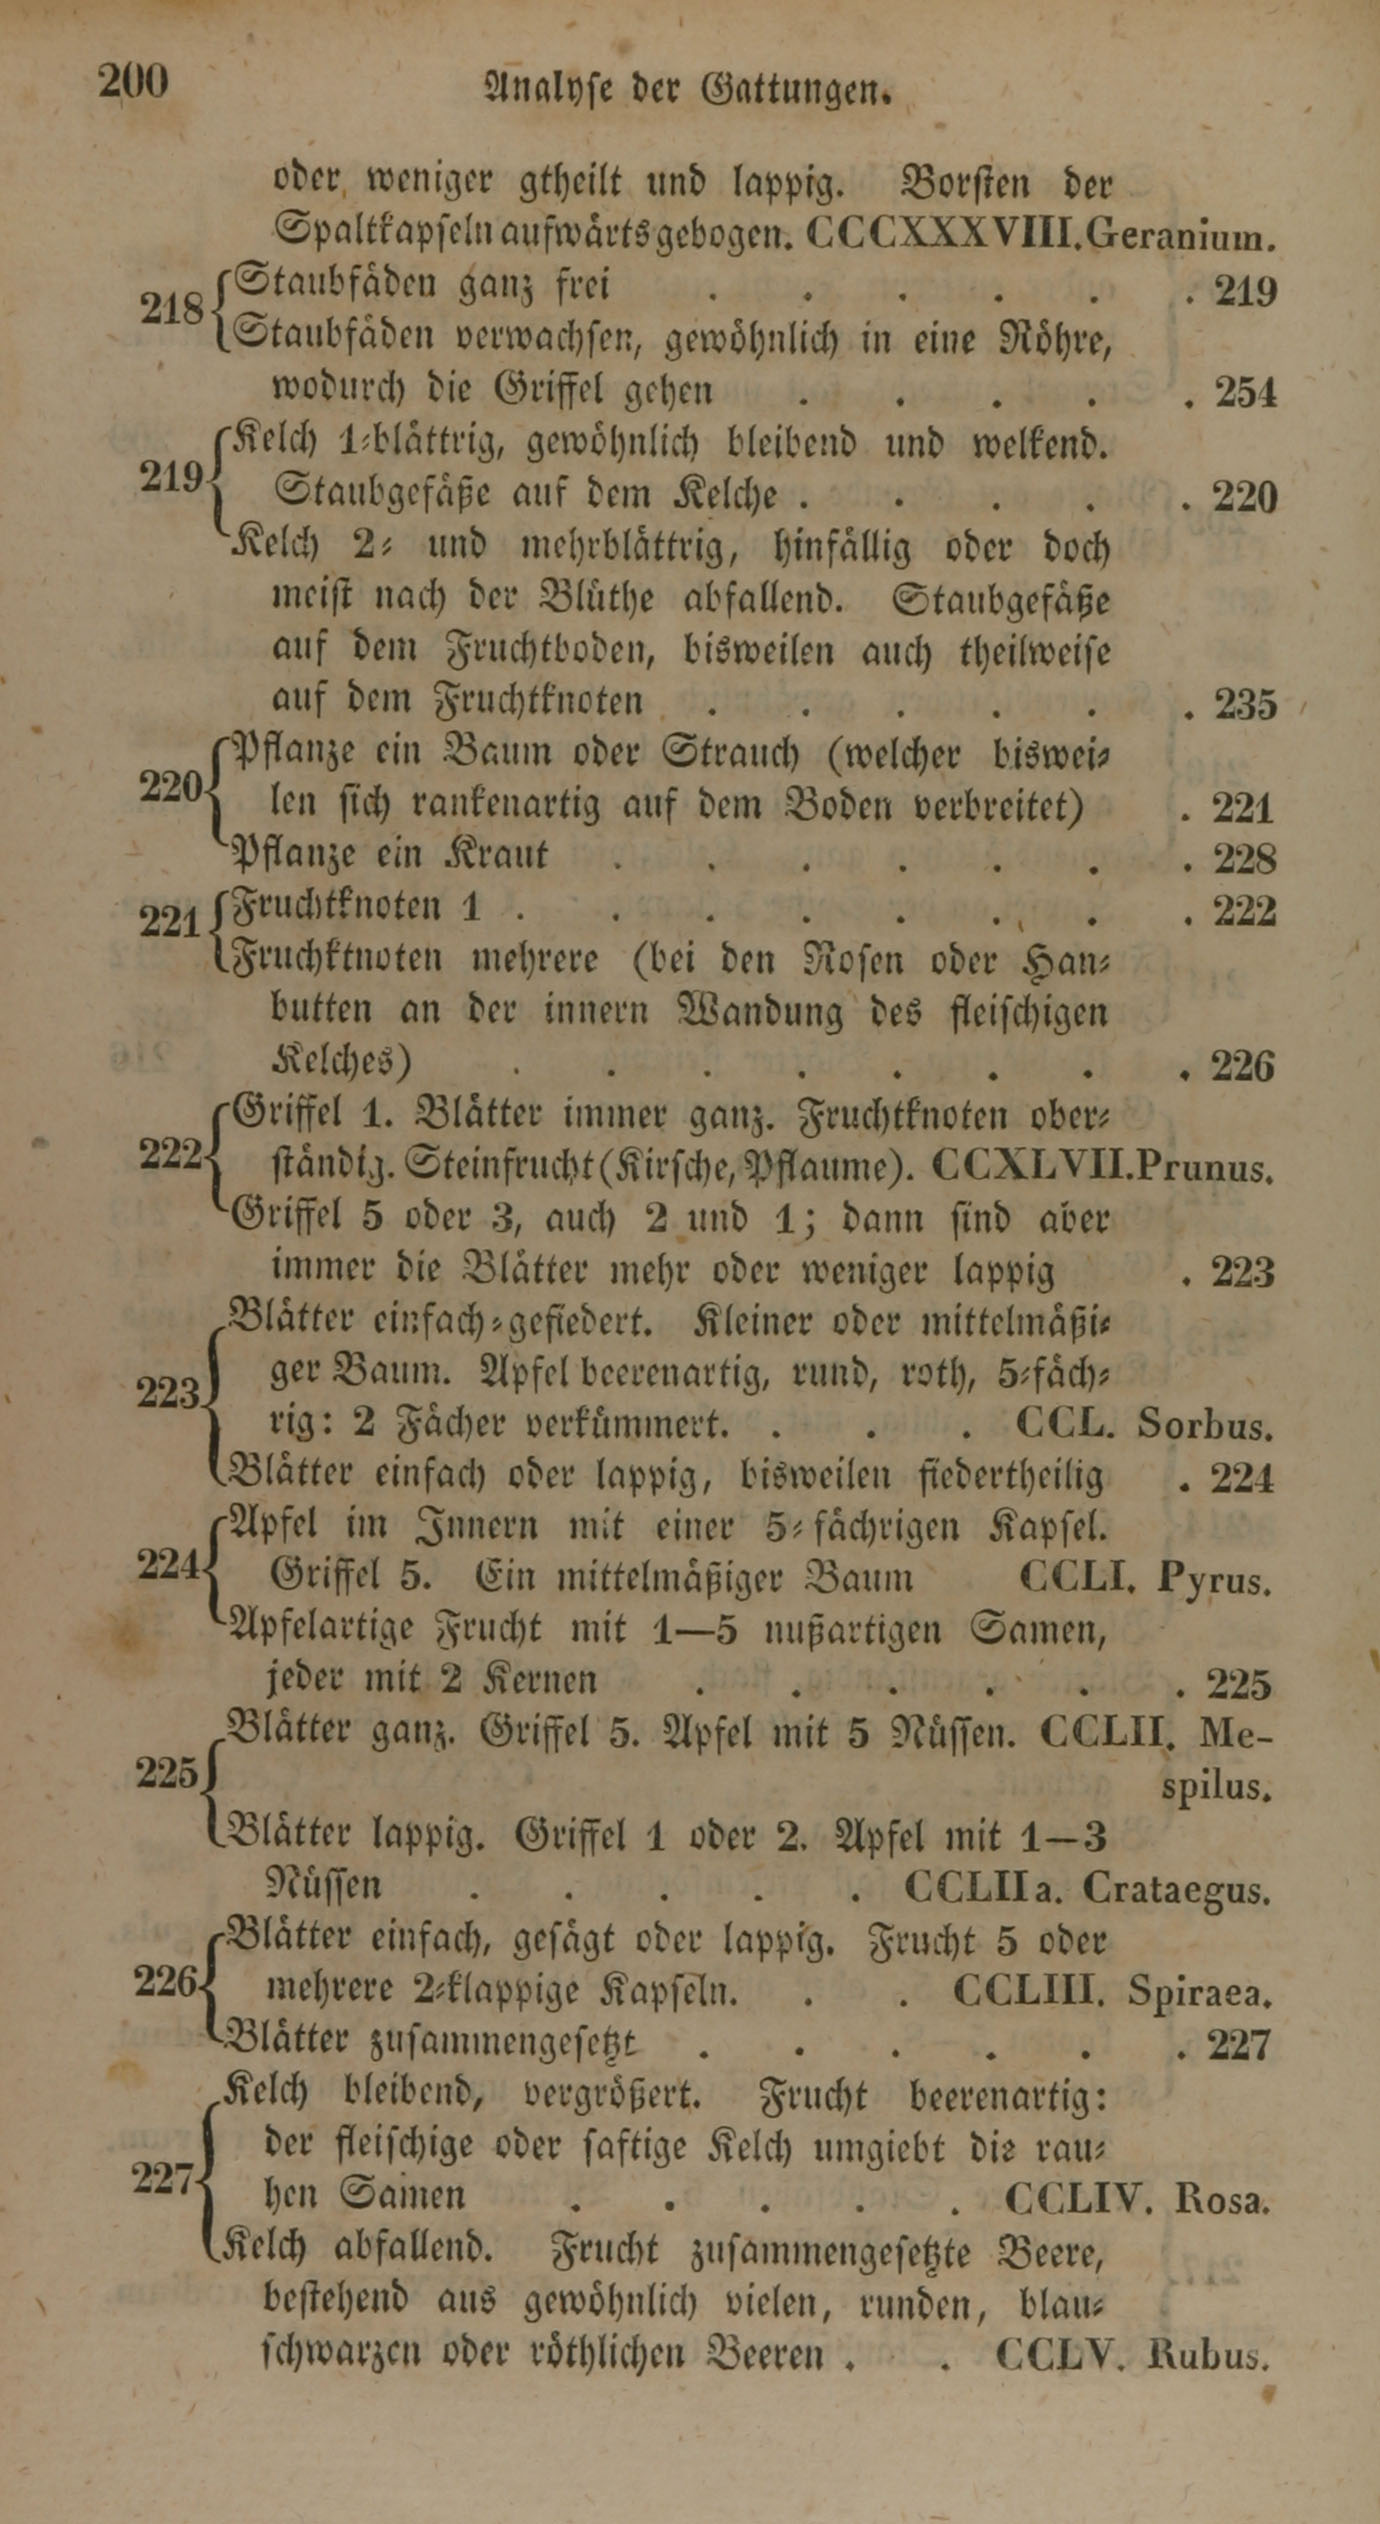 200
Analyse der Gattungen.
oder weniger gtheilt und lappig. Borsten der
Spaltkapseln aufwärts gebogen. CCCXXXVIII. Geranium.
218 Staubfäden ganz frei . . . . . . 219
Staubfäden verwachsen, gewöhnlich in eine Röhre,
wodurch die Griffel gehen . . . . . 254
Kelch 1-blättrig, gewöhnlich bleibend und welkend.
219 Staubgefäße auf dem Kelche . . . . . 220
Kelch 2- und mehrblättrig, hinfällig oder doch
meist nach der Blüthe abfallend. Staubgefäße
auf dem Fruchtboden, bisweilen auch theilweise
auf dem Fruchtknoten . . . . . . 235
Pflanze ein Baum oder Strauch (welcher biswei-
220 len sich rankenartig auf dem Boden verbreitet) . 221
Pflanze ein Kraut . . . . . . . 228
221 Fruchtknoten 1 . . . . . . . . 222
Fruchktnoten mehrere (bei den Rosen oder Han-
butten an der innern Wandung des fleischigen
Kelches) . . . . . . . . 226
Griffel 1. Blätter immer ganz. Fruchtknoten ober-
222 ständig. Steinfrucht (Kirsche, Pflaume). CCXLVII. Prunus.
Griffel 5 oder 3, auch 2 und 1; dann sind aber
immer die Blätter mehr oder weniger lappig . 223
Blätter einfach-gefiedert. Kleiner oder mittelmäßi-
223 ger Baum. Apfel beerenartig, rund, roth, 5-fäch-
rig: 2 Fächer verkümmert. . . . CCL. Sorbus.
Blätter einfach oder lappig, bisweilen fiedertheilig . 224
Apfel im Innern mit einer 5-fächrigen Kapsel.
224 Griffel 5. Ein mittelmäßiger Baum CCLI. Pyrus.
Apfelartige Frucht mit 1—5 nußartigen Samen,
jeder mit 2 Kernen . . . . . . 225
Blätter ganz. Griffel 5. Apfel mit 5 Nüssen. CCLII. Me-
225 spilus.
Blätter lappig. Griffel 1 oder 2. Apfel mit 1—3
Nüssen . . . . . CCLII a. Crataegus.
Blätter einfach, gesägt oder lappig. Frucht 5 oder
226 mehrere 2-klappige Kapseln. . . CCLIII. Spiraea.
Blätter zusammengesetzt . . . . . . 227
Kelch bleibend, vergrößert. Frucht beerenartig:
der fleischige oder saftige Kelch umgiebt die rau-
227 hen Samen . . . . . CCLIV. Rosa.
Kelch abfallend. Frucht zusammengesetzte Beere,
bestehend aus gewöhnlich vielen, runden, blau-
schwarzen oder röthlichen Beeren . . CCLV. Rubus.